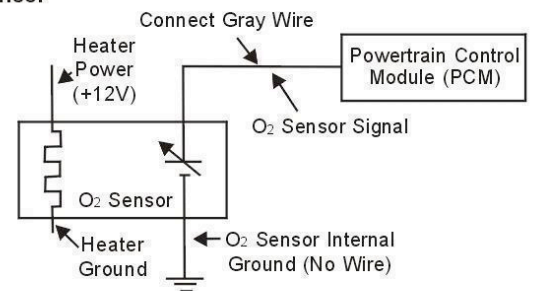 Connect Gray Wire
Heater
Power
(+12V)
Powertrain Control
Module (PCM)
O2 Sensor Signal
O2 Sensor
Heater
Ground
O2 Sensor Internal
Ground (No Wire)